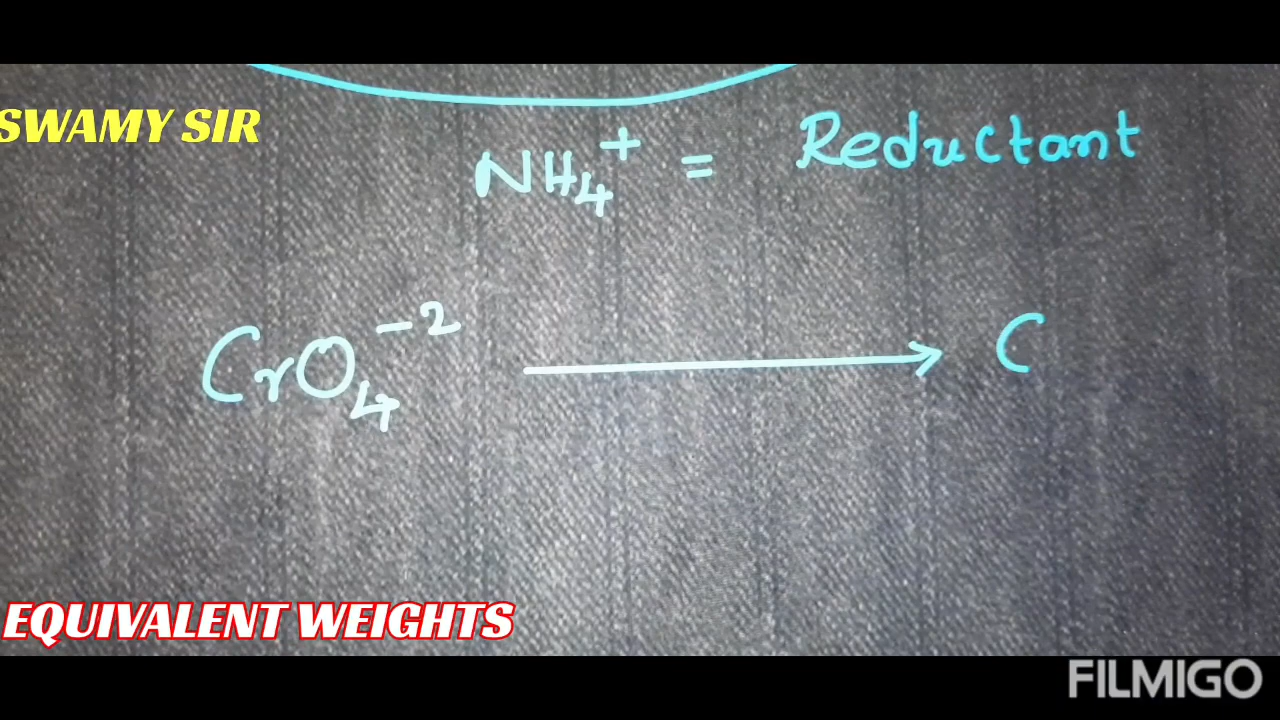 SWAMY SIR
NH₄⁺ = Reductant
CrO₄⁻² ⟶ C
EQUIVALENT WEIGHTS
FILMIGO